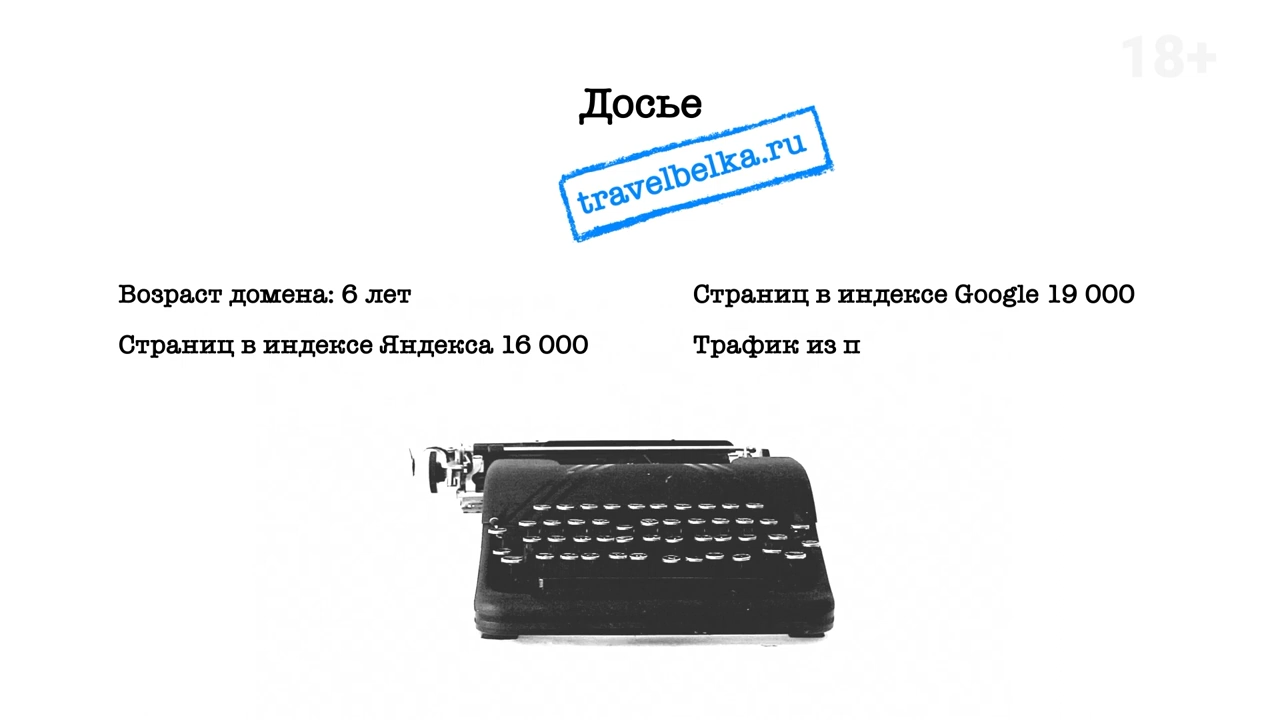 18+
Досье
travelbelka.ru
Возраст домена: 6 лет
Страниц в индексе Яндекса 16 000
Страниц в индексе Google 19 000
Трафик из п